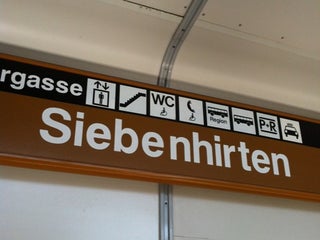 rgasse WC Region P+R
Siebenhirten